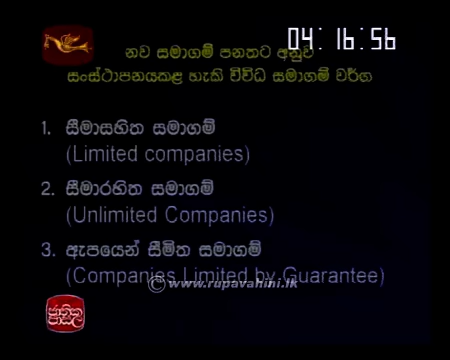 04: 16:56
නව සමාගම් පනතට අනුව
සංස්ථාපනයකළ හැකි විවිධ සමාගම් වර්ග
1. සීමාසහිත සමාගම්
(Limited companies)
2. සීමාරහිත සමාගම්
(Unlimited Companies)
3. ඇපයෙන් සීමිත සමාගම්
(Companies Limited by Guarantee)
© www.rupavahini.lk